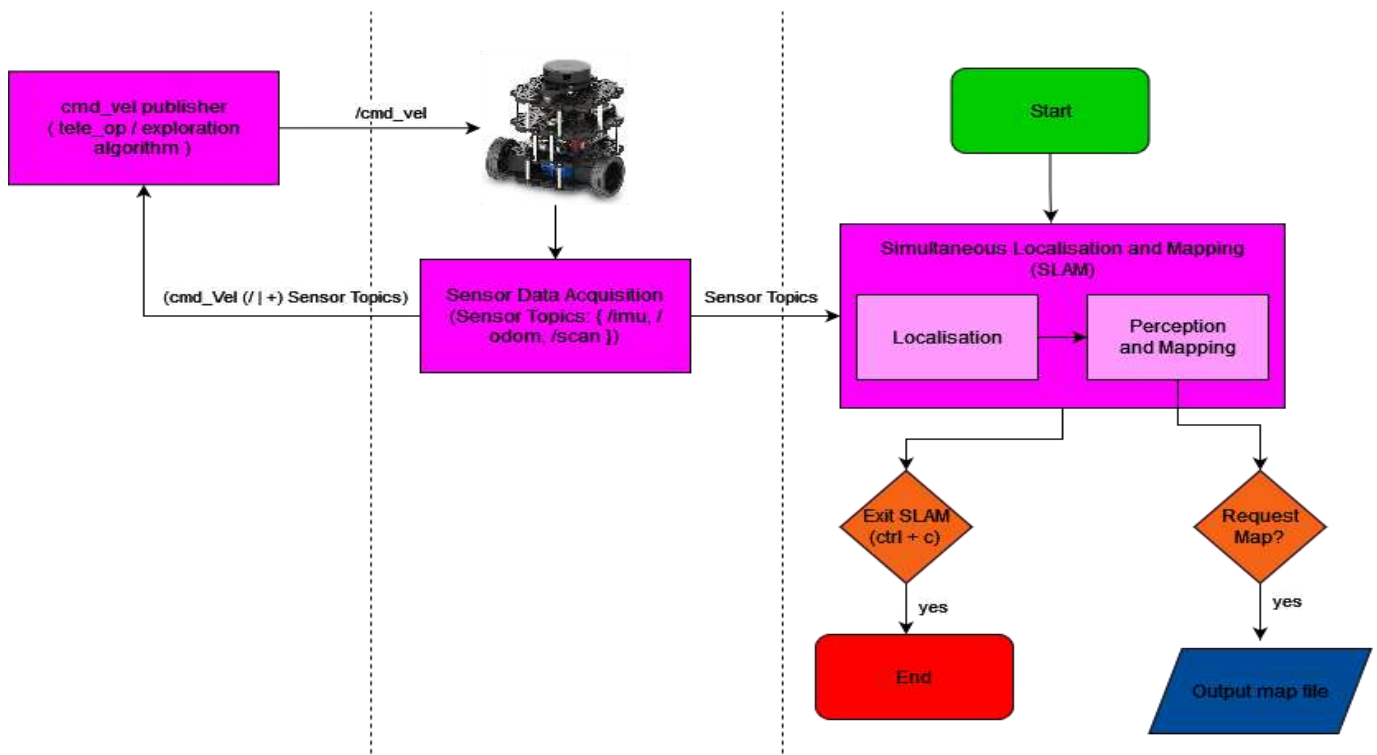 cmd_vel publisher
( tele_op / exploration
algorithm )
/cmd_vel
(cmd_Vel (/ | +) Sensor Topics)
Sensor Data Acquisition
(Sensor Topics: { /imu, /
odom, /scan })
Sensor Topics
Start
Simultaneous Localisation and Mapping
(SLAM)
Localisation
Perception
and Mapping
Exit SLAM
(ctrl + c)
yes
End
Request
Map?
yes
Output map file